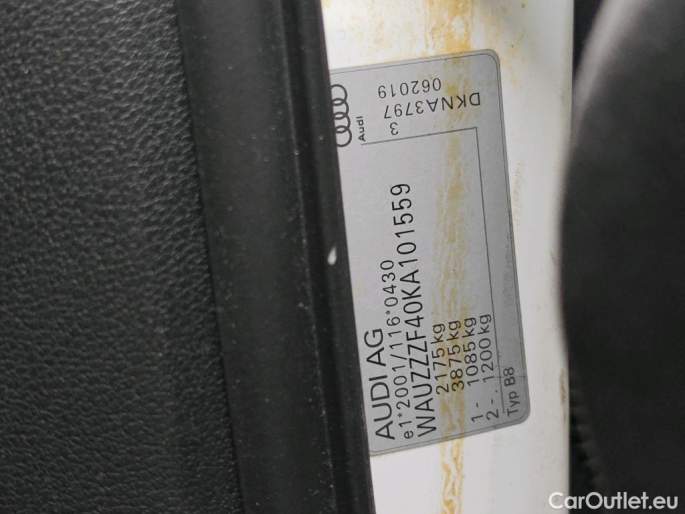 AUDI AG
e1*2001/116*0430
WAUZZZF40KA101559
2175 kg
3875 kg
1 - 1085 kg
2 - . 1200 kg
Typ B8
Audi
3
DKNA3797
062019
CarOutlet.eu